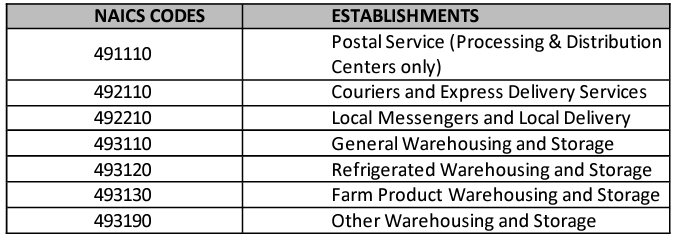 NAICS CODES ESTABLISHMENTS
491110 Postal Service (Processing & Distribution
Centers only)
492110 Couriers and Express Delivery Services
492210 Local Messengers and Local Delivery
493110 General Warehousing and Storage
493120 Refrigerated Warehousing and Storage
493130 Farm Product Warehousing and Storage
493190 Other Warehousing and Storage